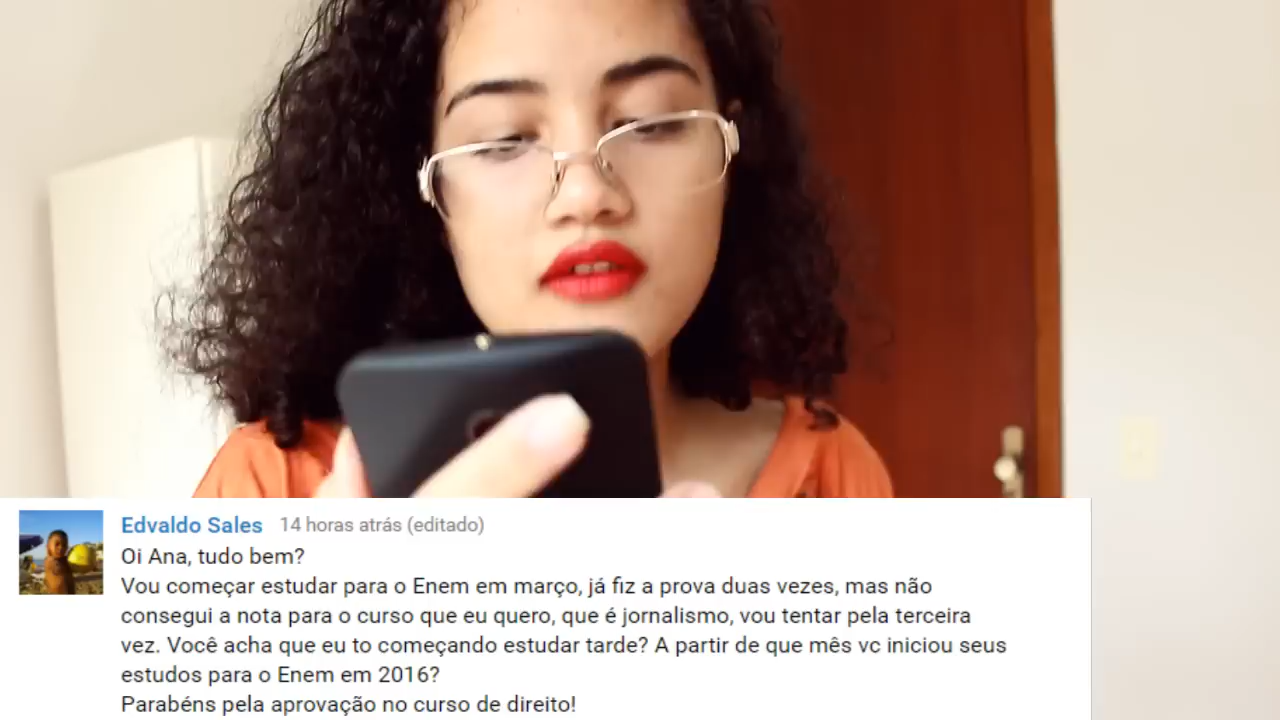 Edvaldo Sales 14 horas atrás (editado)
Oi Ana, tudo bem?
Vou começar estudar para o Enem em março, já fiz a prova duas vezes, mas não
consegui a nota para o curso que eu quero, que é jornalismo, vou tentar pela terceira
vez. Você acha que eu to começando estudar tarde? A partir de que mês vc iniciou seus
estudos para o Enem em 2016?
Parabéns pela aprovação no curso de direito!